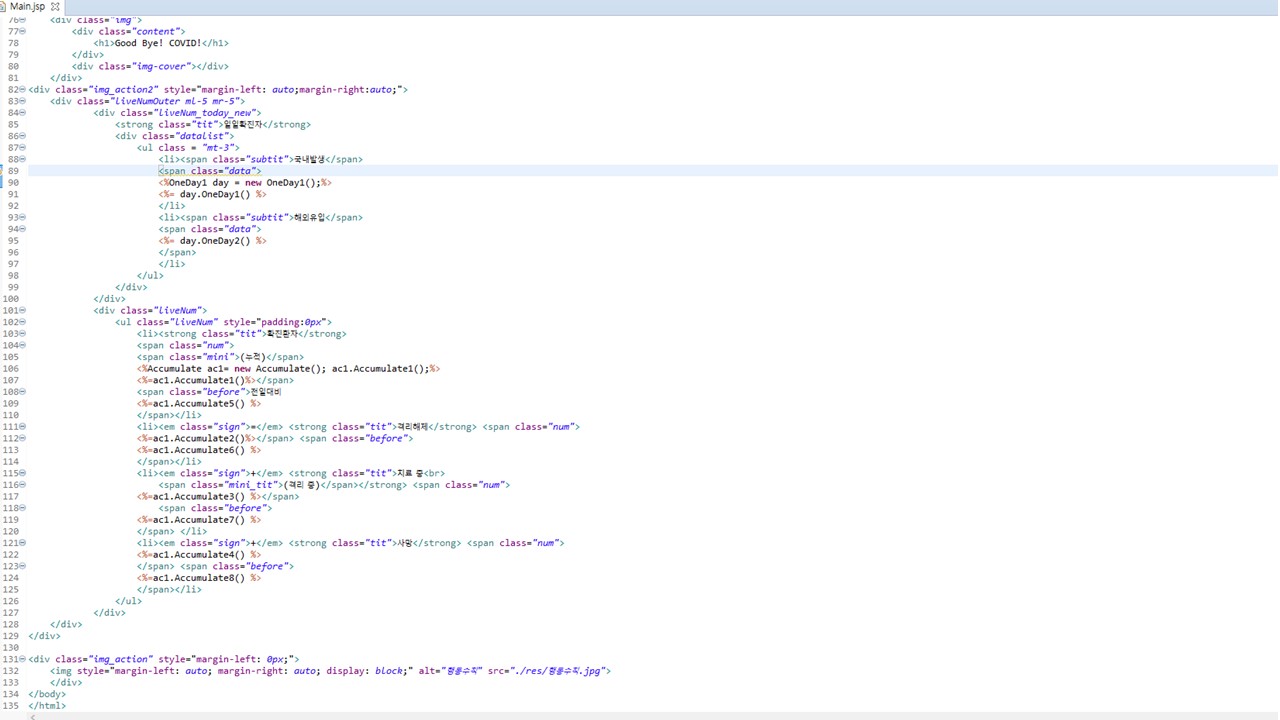 Main.jsp
76 <div class="img">
77 <div class="content">
78 <h1>Good Bye! COVID!</h1>
79 </div>
80 <div class="img-cover"></div>
81 </div>
82 <div class="img_action2" style="margin-left: auto;margin-right:auto;">
83 <div class="liveNumOuter ml-5 mr-5">
84 <div class="liveNum_today_new">
85 <strong class="tit">일일확진자</strong>
86 <div class="datalist">
87 <ul class = "mt-3">
88 <li><span class="subtit">국내발생</span>
89 <span class="data">
90 <%OneDay1 day = new OneDay1();%>
91 <%= day.OneDay1() %>
92 </li>
93 <li><span class="subtit">해외유입</span>
94 <span class="data">
95 <%= day.OneDay2() %>
96 </span>
97 </li>
98 </ul>
99 </div>
100 </div>
101 <div class="liveNum">
102 <ul class="liveNum" style="padding:0px">
103 <li><strong class="tit">확진환자</strong>
104 <span class="num">
105 <span class="mini">(누적)</span>
106 <%Accumulate ac1= new Accumulate(); ac1.Accumulate1();%>
107 <%=ac1.Accumulate1()%></span>
108 <span class="before">전일대비
109 <%=ac1.Accumulate5() %>
110 </span></li>
111 <li><em class="sign">=</em> <strong class="tit">격리해제</strong> <span class="num">
112 <%=ac1.Accumulate2()%></span> <span class="before">
113 <%=ac1.Accumulate6() %>
114 </span></li>
115 <li><em class="sign">+</em> <strong class="tit">치료 중<br>
116 <span class="mini_tit">(격리 중)</span></strong> <span class="num">
117 <%=ac1.Accumulate3() %></span>
118 <span class="before">
119 <%=ac1.Accumulate7() %>
120 </span> </li>
121 <li><em class="sign">+</em> <strong class="tit">사망</strong> <span class="num">
122 <%=ac1.Accumulate4() %>
123 </span> <span class="before">
124 <%=ac1.Accumulate8() %>
125 </span></li>
126 </ul>
127 </div>
128 </div>
129 </div>
130
131 <div class="img_action" style="margin-left: 0px;">
132 <img style="margin-left: auto; margin-right: auto; display: block;" alt="행동수칙" src="./res/행동수칙.jpg">
133 </div>
134 </body>
135 </html>